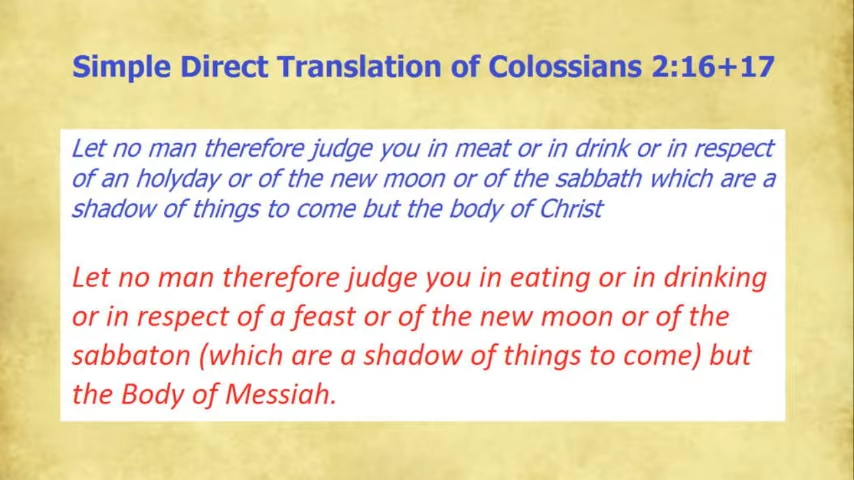 Simple Direct Translation of Colossians 2:16+17
Let no man therefore judge you in meat or in drink or in respect
of an holyday or of the new moon or of the sabbath which are a
shadow of things to come but the body of Christ
Let no man therefore judge you in eating or in drinking
or in respect of a feast or of the new moon or of the
sabbaton (which are a shadow of things to come) but
the Body of Messiah.